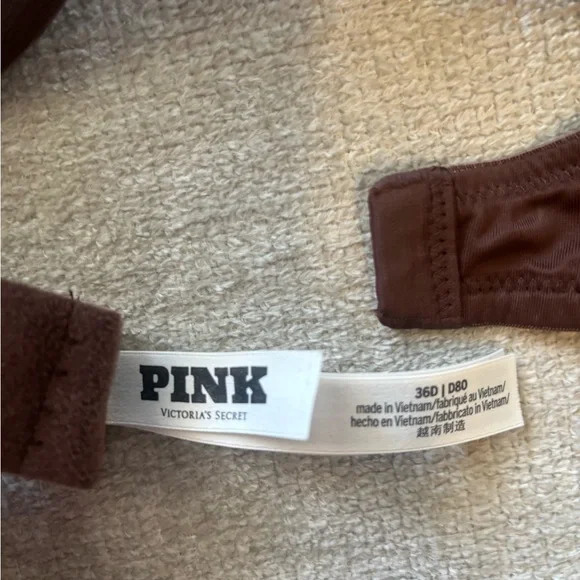 PINK
VICTORIA'S SECRET
36D | D80
made in Vietnam/fabriqué au Vietnam/
hecho en Vietnam/fabbricato in Vietnam/
越南制造